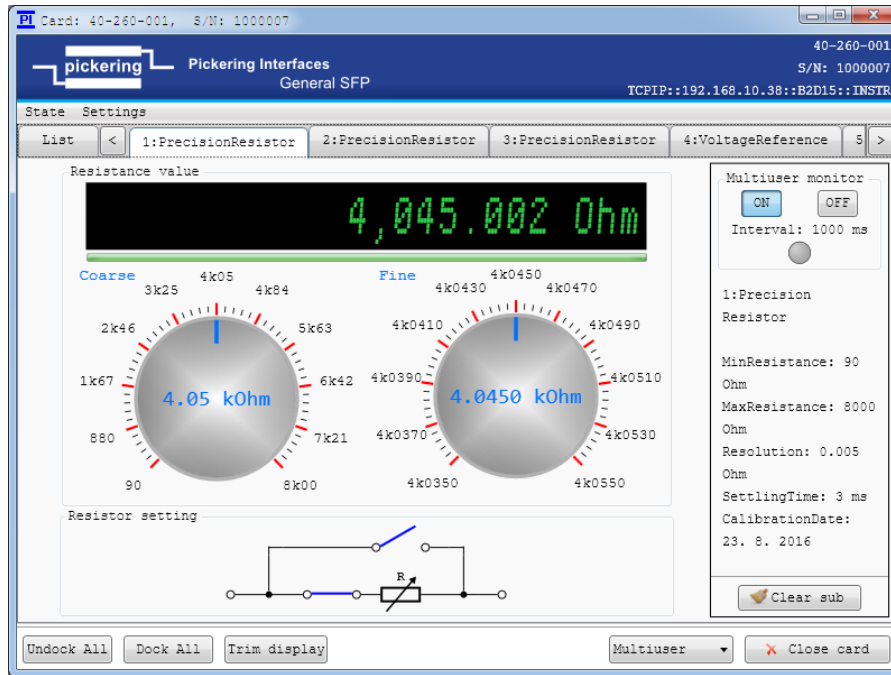 PI Card: 40-260-001, S/N: 1000007
pickering
Pickering Interfaces
General SFP
40-260-001
S/N: 1000007
TCPIP::192.168.10.38::B2D15::INSTR
State Settings
List < 1:PrecisionResistor 2:PrecisionResistor 3:PrecisionResistor 4:VoltageReference 5 >
Resistance value
4,045.002 Ohm
Coarse
90
880
1k67
2k46
3k25
4k05
4k84
5k63
6k42
7k21
8k00
4.05 kOhm
Fine
4k0350
4k0370
4k0390
4k0410
4k0430
4k0450
4k0470
4k0490
4k0510
4k0530
4k0550
4.0450 kOhm
Resistor setting
R
Multiuser monitor
ON OFF
Interval: 1000 ms
1:Precision
Resistor
MinResistance: 90
Ohm
MaxResistance: 8000
Ohm
Resolution: 0.005
Ohm
SettlingTime: 3 ms
CalibrationDate:
23. 8. 2016
Clear sub
Undock All Dock All Trim display Multiuser Close card